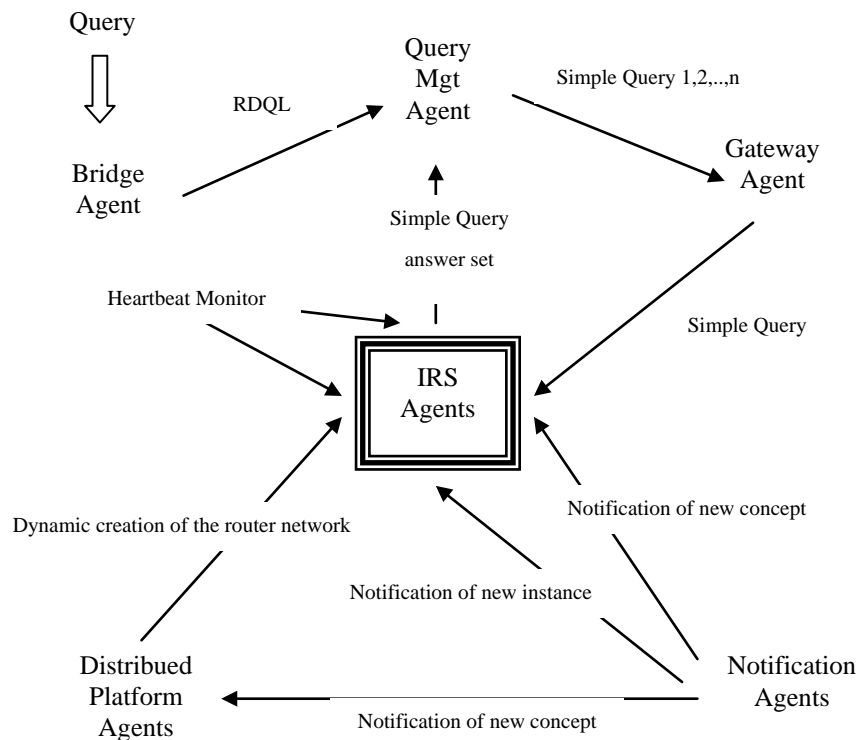 Query
Query
Mgt
Agent
Simple Query 1,2,..,n
RDQL
Bridge
Agent
Gateway
Agent
Simple Query
answer set
Heartbeat Monitor
Simple Query
IRS
Agents
Dynamic creation of the router network
Notification of new concept
Notification of new instance
Distribued
Platform
Agents
Notification
Agents
Notification of new concept